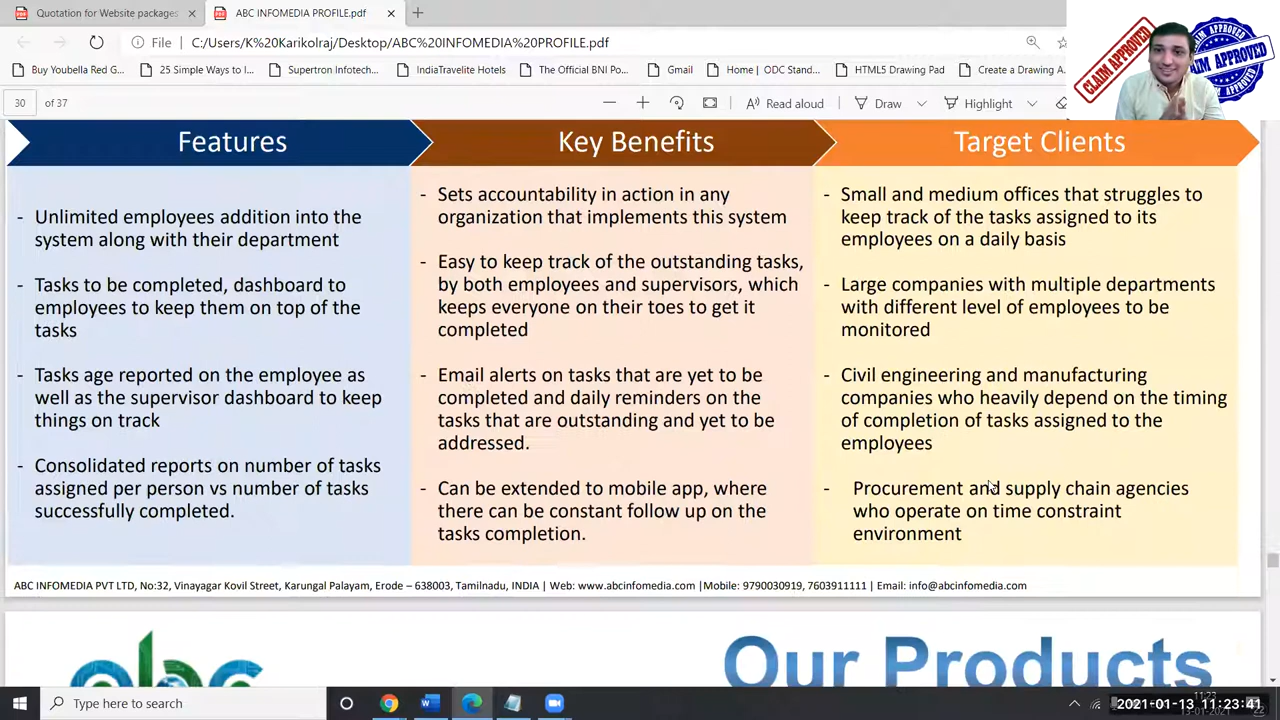 Quotation for Website packages
ABC INFOMEDIA PROFILE.pdf
File
C:/Users/K%20Karikolraj/Desktop/ABC%20INFOMEDIA%20PROFILE.pdf
Buy Youbella Red G...
25 Simple Ways to I...
Supertron Infotech...
IndiaTravelite Hotels
The Official BNI Po...
Gmail
Home | ODC Stand...
HTML5 Drawing Pad
Create a Drawing A...
30 of 37
Read aloud
Draw
Highlight
CLAIM APPROVED
CLAIM APPROVED
Features
Key Benefits
Target Clients
- Unlimited employees addition into the
system along with their department
- Tasks to be completed, dashboard to
employees to keep them on top of the
tasks
- Tasks age reported on the employee as
well as the supervisor dashboard to keep
things on track
- Consolidated reports on number of tasks
assigned per person vs number of tasks
successfully completed.
- Sets accountability in action in any
organization that implements this system
- Easy to keep track of the outstanding tasks,
by both employees and supervisors, which
keeps everyone on their toes to get it
completed
- Email alerts on tasks that are yet to be
completed and daily reminders on the
tasks that are outstanding and yet to be
addressed.
- Can be extended to mobile app, where
there can be constant follow up on the
tasks completion.
- Small and medium offices that struggles to
keep track of the tasks assigned to its
employees on a daily basis
- Large companies with multiple departments
with different level of employees to be
monitored
- Civil engineering and manufacturing
companies who heavily depend on the timing
of completion of tasks assigned to the
employees
- Procurement and supply chain agencies
who operate on time constraint
environment
ABC INFOMEDIA PVT LTD, No:32, Vinayagar Kovil Street, Karungal Palayam, Erode – 638003, Tamilnadu, INDIA | Web: www.abcinfomedia.com |Mobile: 9790030919, 7603911111 | Email: info@abcinfomedia.com
abc
Our Products
Type here to search
11:23
2021-01-13 11:23:41
13-01-2021
22